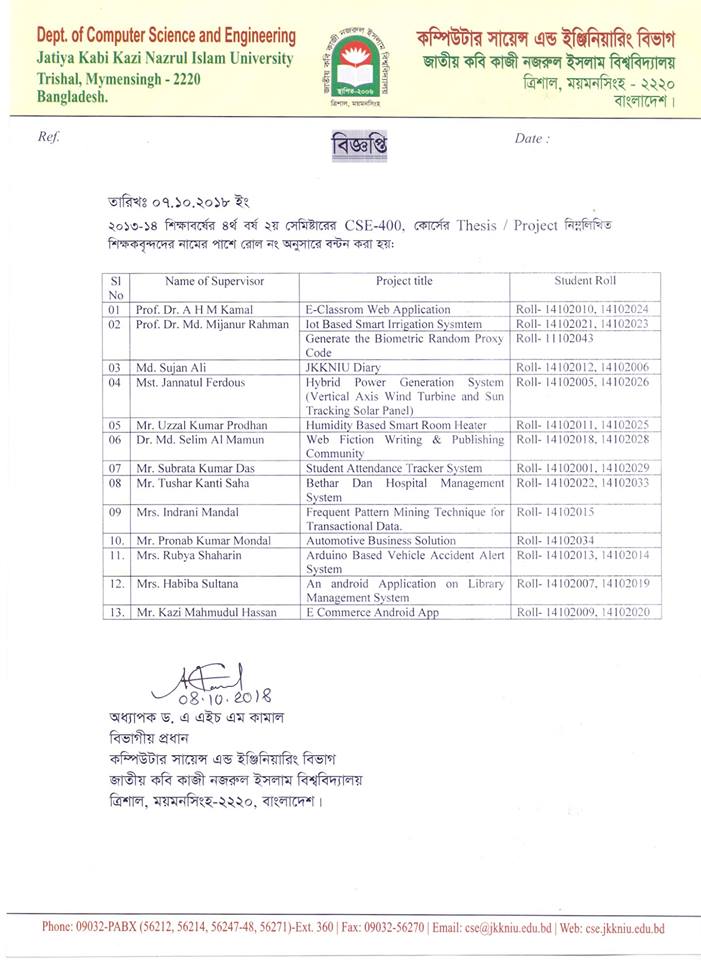 Dept. of Computer Science and Engineering
Jatiya Kabi Kazi Nazrul Islam University
Trishal, Mymensingh - 2220
Bangladesh.
জাতীয় কবি কাজী নজরুল ইসলাম বিশ্ববিদ্যালয়
স্থাপিত-২০০৬
ত্রিশাল, ময়মনসিংহ
কম্পিউটার সায়েন্স এন্ড ইঞ্জিনিয়ারিং বিভাগ
জাতীয় কবি কাজী নজরুল ইসলাম বিশ্ববিদ্যালয়
ত্রিশাল, ময়মনসিংহ - ২২২০
বাংলাদেশ।
Ref.
বিজ্ঞপ্তি
Date :
তারিখঃ ০৭.১০.২০১৮ ইং
২০১৩-১৪ শিক্ষাবর্ষের ৪র্থ বর্ষ ২য় সেমিষ্টারের CSE-400, কোর্সের Thesis / Project নিম্নলিখিত
শিক্ষকবৃন্দদের নামের পাশে রোল নং অনুসারে বন্টন করা হয়:
Sl No Name of Supervisor Project title Student Roll
01 Prof. Dr. A H M Kamal E-Classrom Web Application Roll- 14102010, 14102024
02 Prof. Dr. Md. Mijanur Rahman Iot Based Smart Irrigation Sysmtem Roll- 14102021, 14102023
Generate the Biometric Random Proxy Roll- 11102043
Code
03 Md. Sujan Ali JKKNIU Diary Roll- 14102012, 14102006
04 Mst. Jannatul Ferdous Hybrid Power Generation System Roll- 14102005, 14102026
(Vertical Axis Wind Turbine and Sun
Tracking Solar Panel)
05 Mr. Uzzal Kumar Prodhan Humidity Based Smart Room Heater Roll- 14102011, 14102025
06 Dr. Md. Selim Al Mamun Web Fiction Writing & Publishing Roll- 14102018, 14102028
Community
07 Mr. Subrata Kumar Das Student Attendance Tracker System Roll- 14102001, 14102029
08 Mr. Tushar Kanti Saha Bethar Dan Hospital Management Roll- 14102022, 14102033
System
09 Mrs. Indrani Mandal Frequent Pattern Mining Technique for Roll- 14102015
Transactional Data.
10. Mr. Pronab Kumar Mondal Automotive Business Solution Roll- 14102034
11. Mrs. Rubya Shaharin Arduino Based Vehicle Accident Alert Roll- 14102013, 14102014
System
12. Mrs. Habiba Sultana An android Application on Library Roll- 14102007, 14102019
Management System
13. Mr. Kazi Mahmudul Hassan E Commerce Android App Roll- 14102009, 14102020
08.10.2018
অধ্যাপক ড. এ এইচ এম কামাল
বিভাগীয় প্রধান
কম্পিউটার সায়েন্স এন্ড ইঞ্জিনিয়ারিং বিভাগ
জাতীয় কবি কাজী নজরুল ইসলাম বিশ্ববিদ্যালয়
ত্রিশাল, ময়মনসিংহ-২২২০, বাংলাদেশ।
Phone: 09032-PABX (56212, 56214, 56247-48, 56271)-Ext. 360 | Fax: 09032-56270 | Email: cse@jkkniu.edu.bd | Web: cse.jkkniu.edu.bd